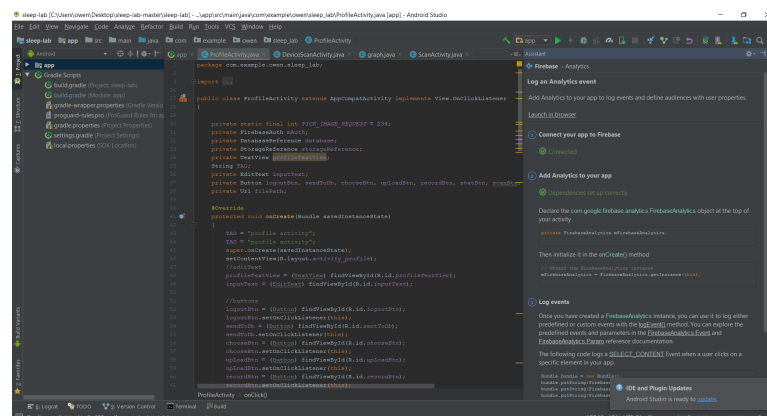 sleep-lab [C:\Users\owen\Desktop\sleep-lab-master\sleep-lab] - ...\app\src\main\java\com\example\owen\sleep_lab\ProfileActivity.java [app] - Android Studio
File Edit View Navigate Code Analyze Refactor Build Run Tools VCS Window Help
sleep-lab app src main java com example owen sleep_lab ProfileActivity
app
Android
app
ProfileActivity.java
DeviceScanActivity.java
graph.java
ScanActivity.java
Assistant
1: Project
2: Structure
Captures
Build Variants
2: Favorites
app
Gradle Scripts
build.gradle (Project: sleep-lab)
build.gradle (Module: app)
gradle-wrapper.properties (Gradle Version
proguard-rules.pro (ProGuard Rules for ap
gradle.properties (Project Properties)
settings.gradle (Project Settings)
local.properties (SDK Location)
package com.example.owen.sleep_lab;
import ...
public class ProfileActivity extends AppCompatActivity implements View.OnClickListener
{
private static final int PICK_IMAGE_REQUEST = 234;
private FirebaseAuth mAuth;
private DatabaseReference database;
private StorageReference storageReference;
private TextView profileTextView;
String TAG;
private EditText inputText;
private Button logoutBtn, sendToDb, chooseBtn, uploadBtn, recordBtn, statBtn,
private Uri filePath;
@Override
protected void onCreate(Bundle savedInstanceState)
{
TAG = "profile activity";
TAG = "profile activity";
super.onCreate(savedInstanceState);
setContentView(R.layout.activity_profile);
//editText
profileTextView = (TextView) findViewById(R.id.profileTextView);
inputText = (EditText) findViewById(R.id.inputText);
//buttons
logoutBtn = (Button) findViewById(R.id.logoutBtn);
logoutBtn.setOnClickListener(this);
sendToDb = (Button) findViewById(R.id.sentToDb);
sendToDb.setOnClickListener(this);
chooseBtn = (Button) findViewById(R.id.chooseBtn);
chooseBtn.setOnClickListener(this);
uploadBtn = (Button) findViewById(R.id.uploadBtn);
uploadBtn.setOnClickListener(this);
recordBtn = (Button) findViewById(R.id.recordBtn);
recordBtn.setOnClickListener(this);
ProfileActivity onClick()
Firebase › Analytics
Log an Analytics event
Add Analytics to your app to log events and define audiences with user properties.
Launch in browser
1 Connect your app to Firebase
Connected
2 Add Analytics to your app
Dependencies set up correctly
Declare the com.google.firebase.analytics.FirebaseAnalytics object at the top of
your activity
private FirebaseAnalytics mFirebaseAnalytics;
Then initialize it in the onCreate() method
// Obtain the FirebaseAnalytics instance.
mFirebaseAnalytics = FirebaseAnalytics.getInstance(this);
3 Log events
Once you have created a FirebaseAnalytics instance, you can use it to log either
predefined or custom events with the logEvent() method. You can explore the
predefined events and parameters in the FirebaseAnalytics.Event and
FirebaseAnalytics.Param reference documentation.
The following code logs a SELECT_CONTENT Event when a user clicks on
a specific element in your app.
Bundle bundle = new Bundle();
bundle.putString(Firebase
bundle.putString(Firebase
bundle.putString(Firebase
IDE and Plugin Updates
Android Studio is ready to update.
6: Logcat TODO 9: Version Control Terminal Build